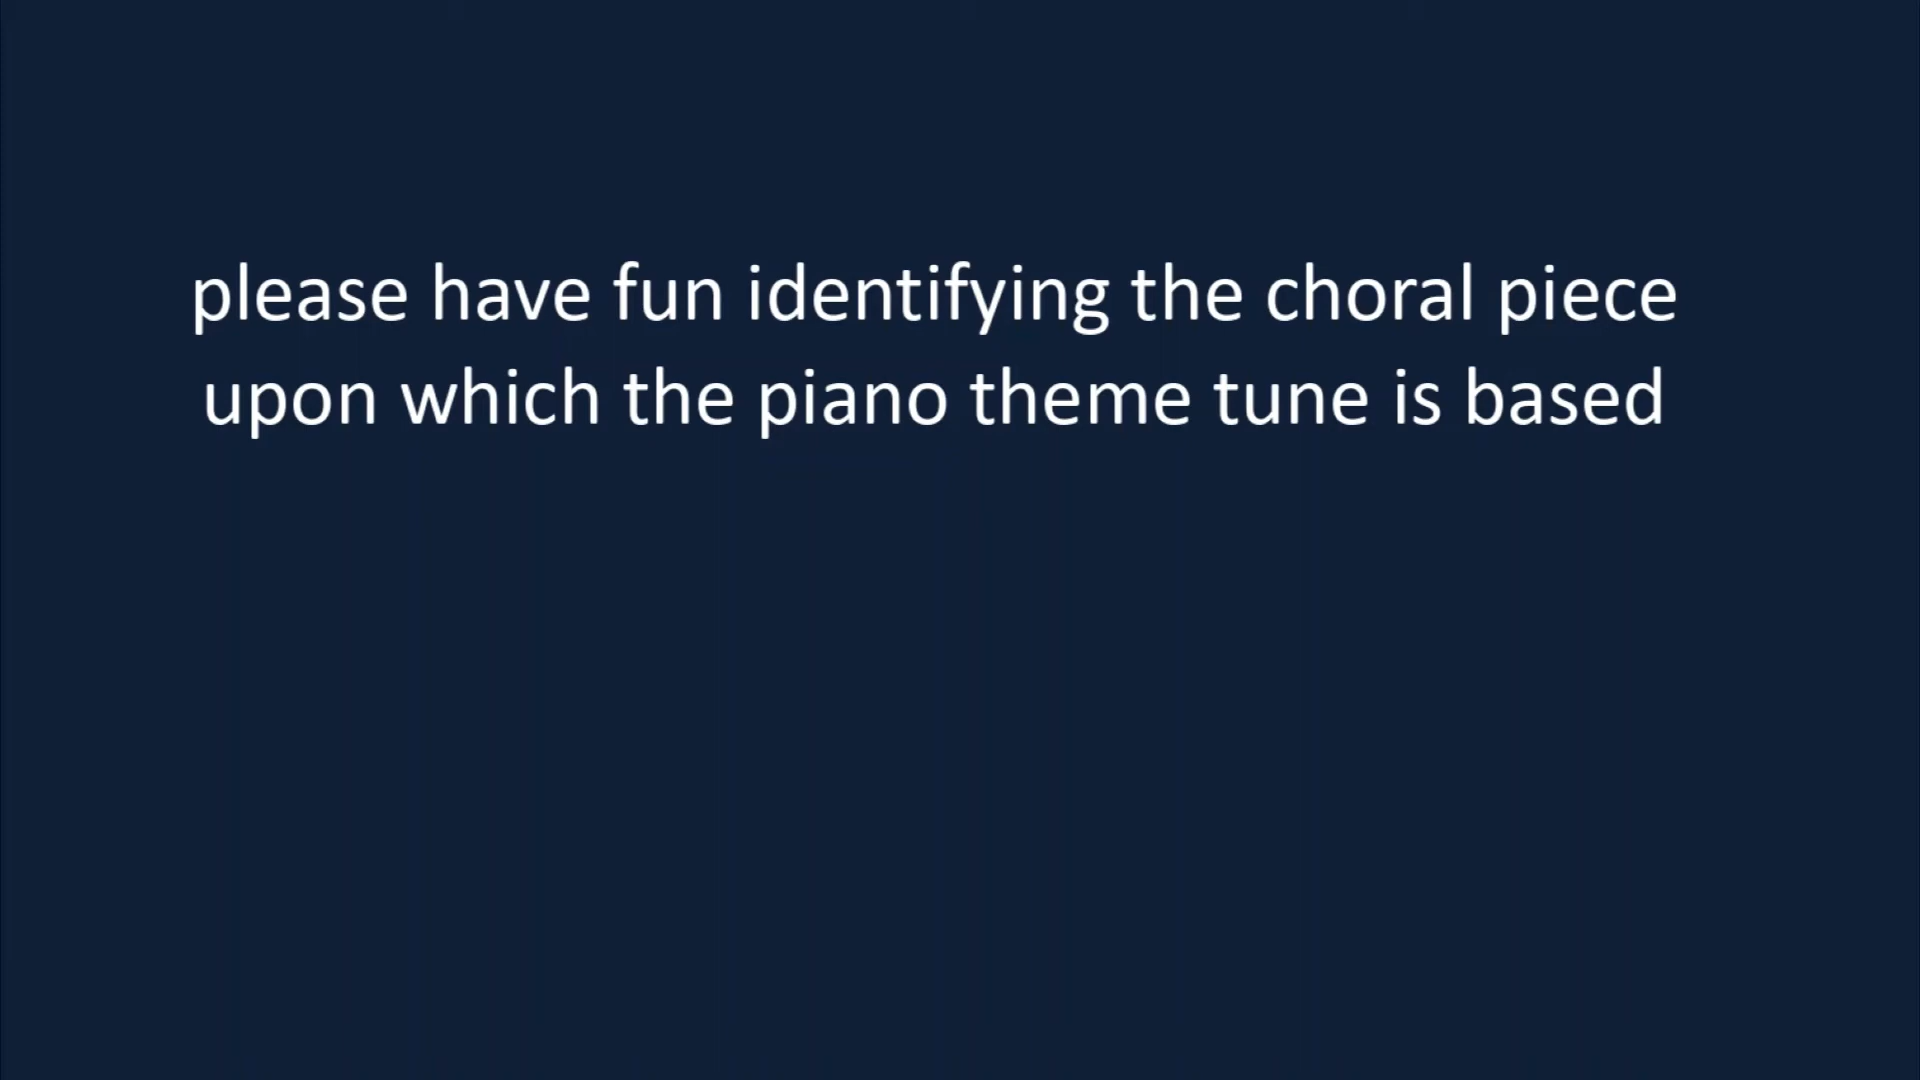 please have fun identifying the choral piece
upon which the piano theme tune is based